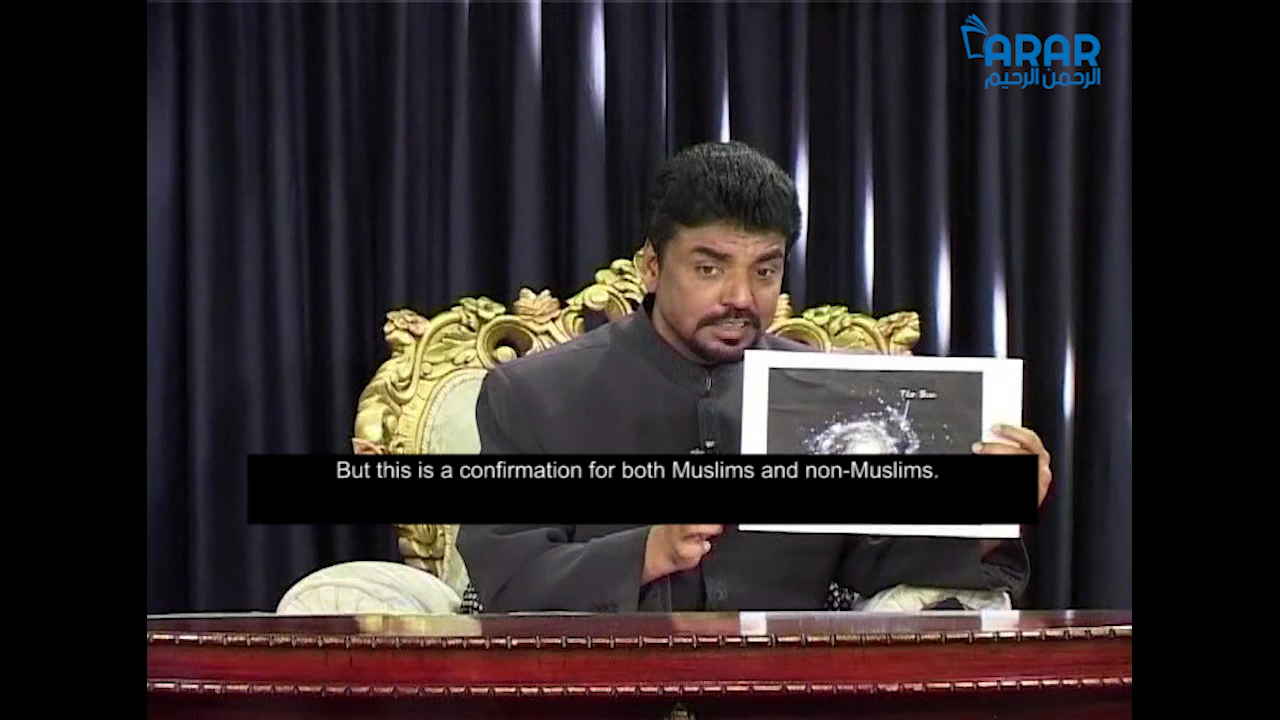 ARAR
الرحمن الرحيم
The Sun
But this is a confirmation for both Muslims and non-Muslims.